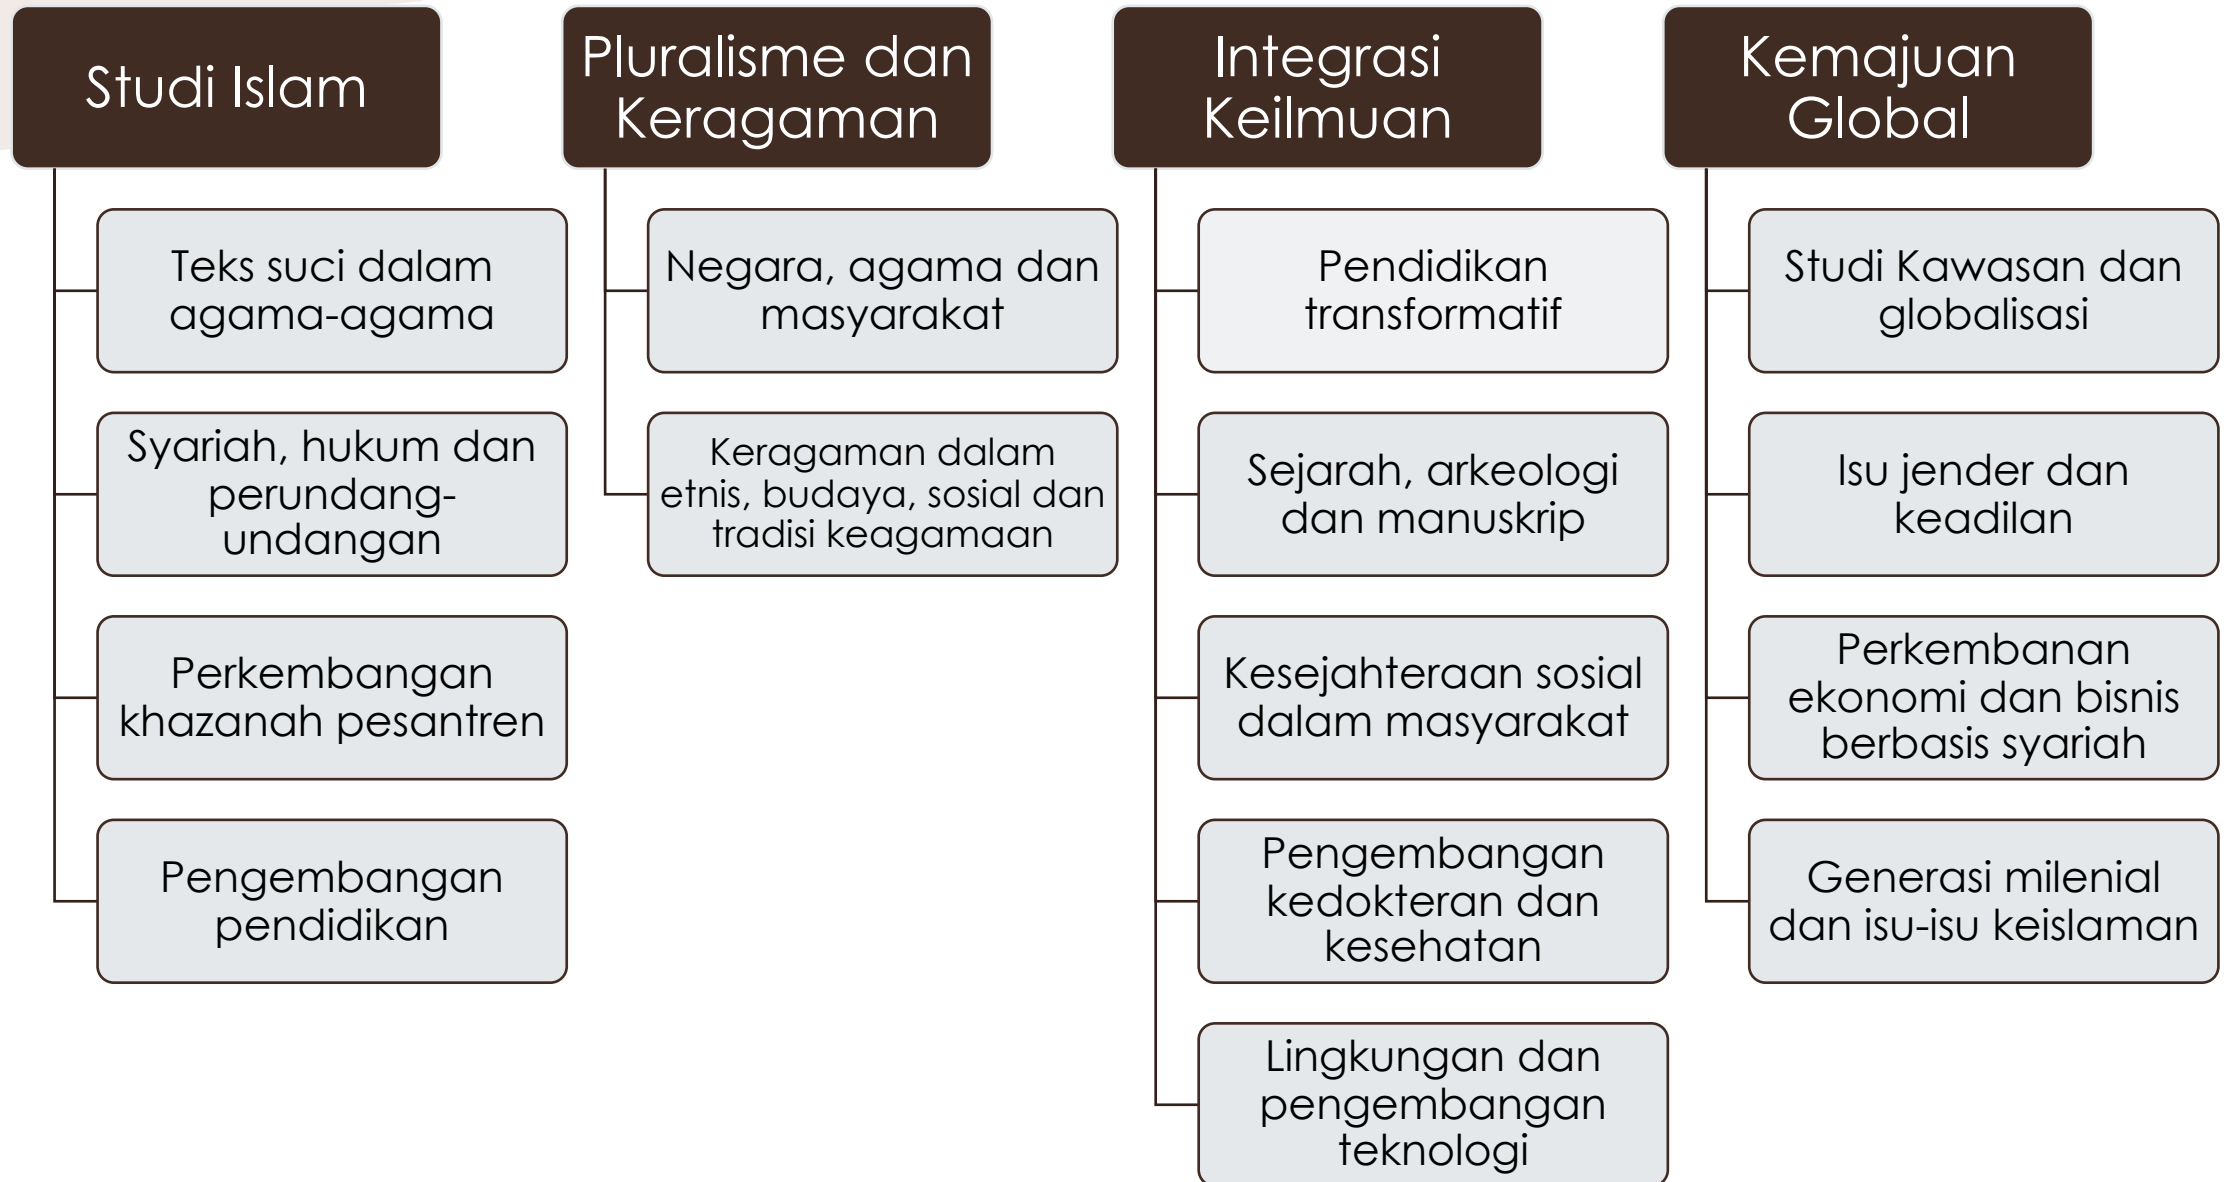 Studi Islam
Teks suci dalam
agama-agama
Syariah, hukum dan
perundang-
undangan
Perkembangan
khazanah pesantren
Pengembangan
pendidikan
Pluralisme dan
Keragaman
Negara, agama dan
masyarakat
Keragaman dalam
etnis, budaya, sosial dan
tradisi keagamaan
Integrasi
Keilmuan
Pendidikan
transformatif
Sejarah, arkeologi
dan manuskrip
Kesejahteraan sosial
dalam masyarakat
Pengembangan
kedokteran dan
kesehatan
Lingkungan dan
pengembangan
teknologi
Kemajuan
Global
Studi Kawasan dan
globalisasi
Isu jender dan
keadilan
Perkembanan
ekonomi dan bisnis
berbasis syariah
Generasi milenial
dan isu-isu keislaman